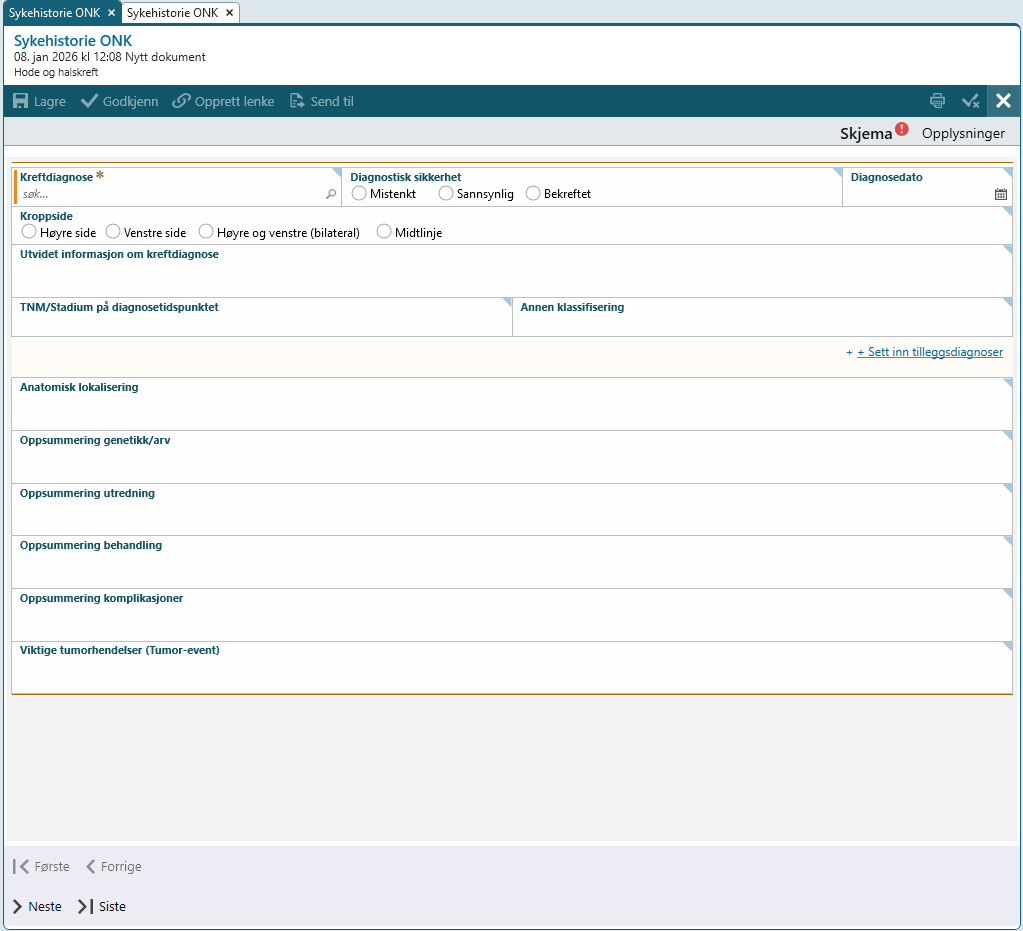 Sykehistorie ONK × Sykehistorie ONK ×
Sykehistorie ONK
08. jan 2026 kl 12:08 Nytt dokument
Hode og halskreft
Lagre Godkjenn Opprett lenke Send til
Skjema ! Opplysninger
Kreftdiagnose * Diagnostisk sikkerhet Diagnosedato
søk... Mistenkt Sannsynlig Bekreftet
Kroppside
Høyre side Venstre side Høyre og venstre (bilateral) Midtlinje
Utvidet informasjon om kreftdiagnose
TNM/Stadium på diagnosetidspunktet Annen klassifisering
+ + Sett inn tilleggsdiagnoser
Anatomisk lokalisering
Oppsummering genetikk/arv
Oppsummering utredning
Oppsummering behandling
Oppsummering komplikasjoner
Viktige tumorhendelser (Tumor-event)
Første Forrige
Neste Siste